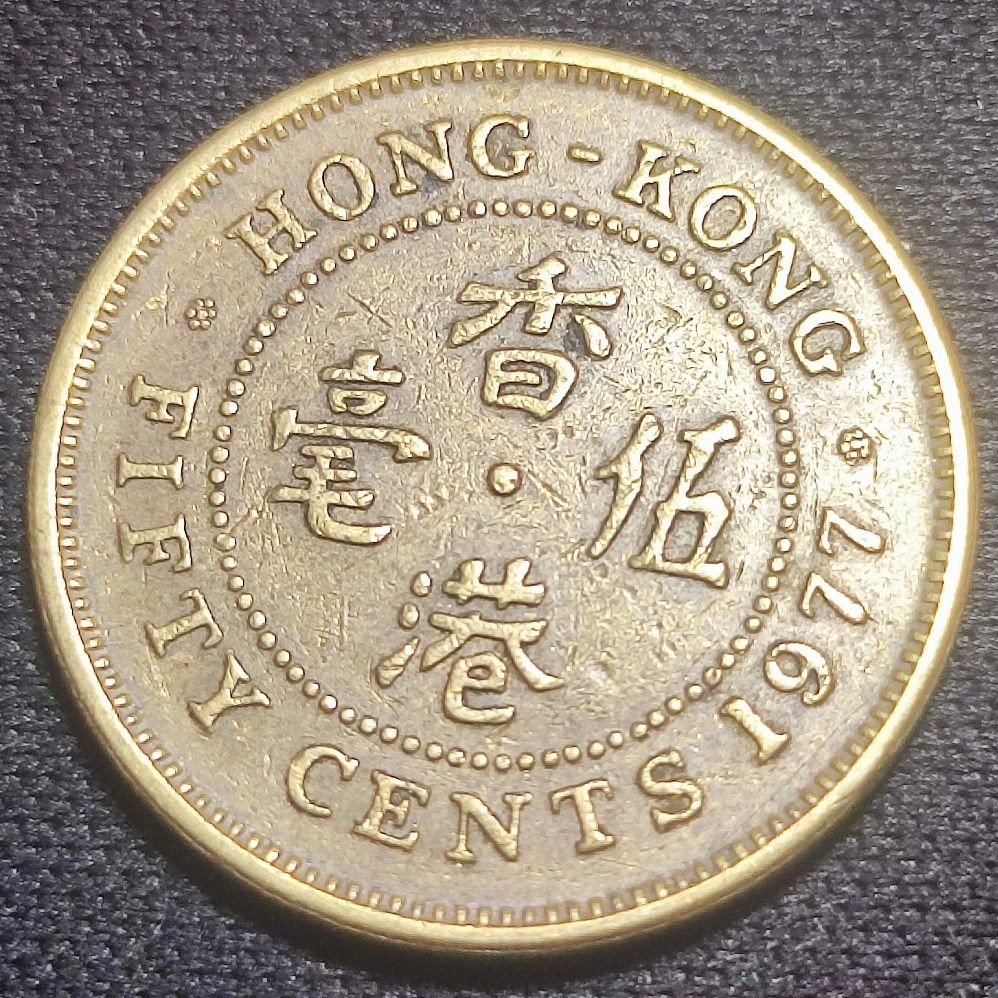 HONG - KONG
FIFTY CENTS 1977
香港
伍毫